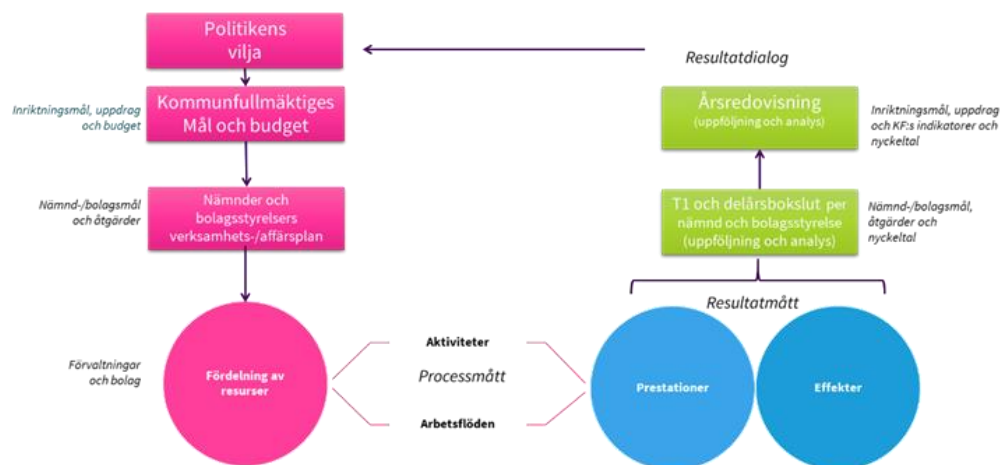 Politikens
vilja
Resultatdialog
Inriktningsmål, uppdrag
och budget
Kommunfullmäktiges
Mål och budget
Årsredovisning
(uppföljning och analys)
Inriktningsmål, uppdrag
och KF:s indikatorer och
nyckeltal
Nämnd-/bolagsmål
och åtgärder
Nämnder och
bolagsstyrelsers
verksamhets-/affärsplan
T1 och delårsbokslut per
nämnd och bolagsstyrelse
(uppföljning och analys)
Nämnd-/bolagsmål,
åtgärder och
nyckeltal
Resultatmått
Förvaltningar
och bolag
Fördelning av
resurser
Aktiviteter
Processmått
Arbetsflöden
Prestationer
Effekter